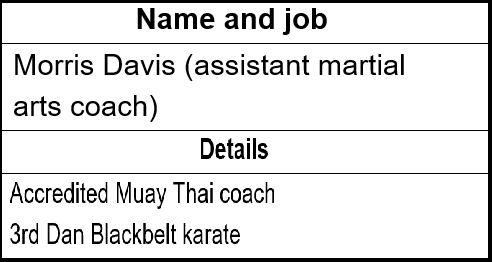 Name and job
Morris Davis (assistant martial
arts coach)
Details
Accredited Muay Thai coach
3rd Dan Blackbelt karate